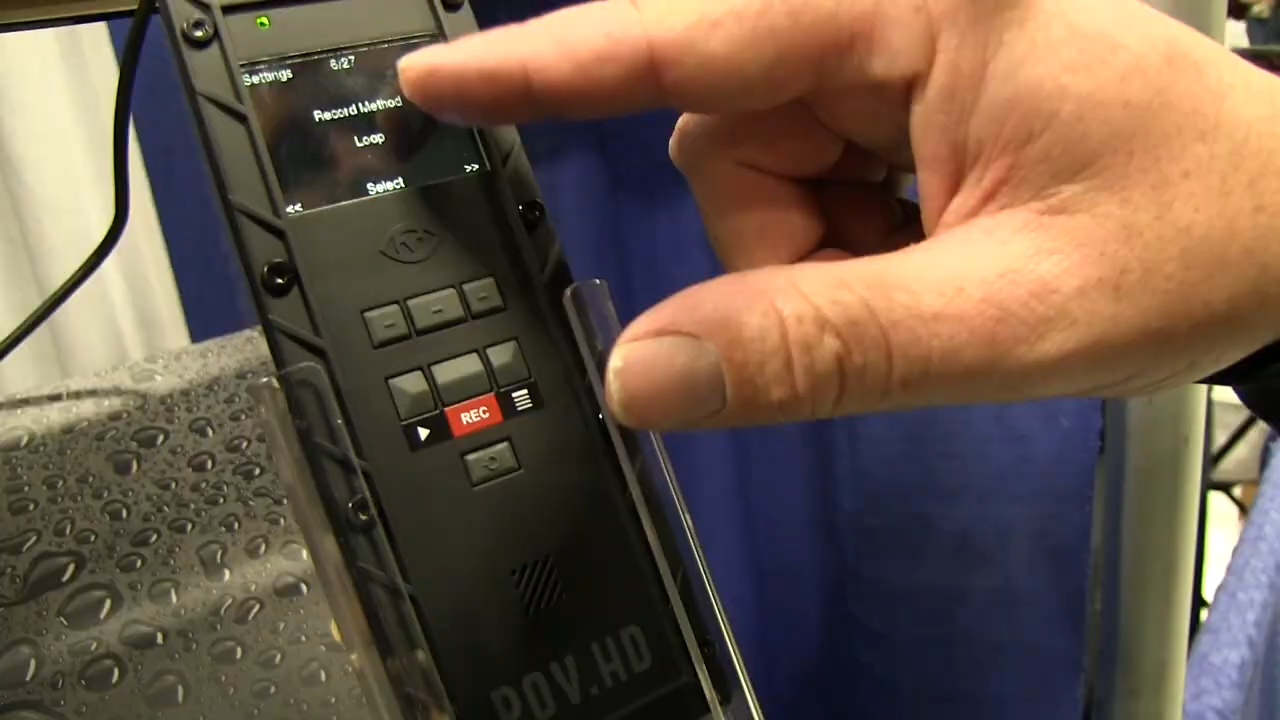 Settings 6/27
Record Method
Loop
Select
<< >>
REC
POV.HD